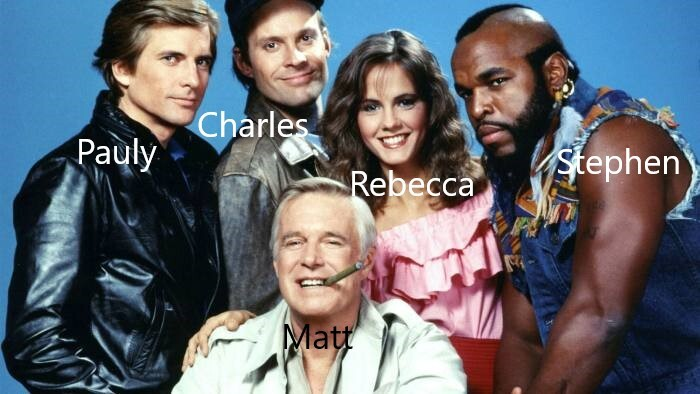 Charles
Pauly
Stephen
Rebecca
Matt